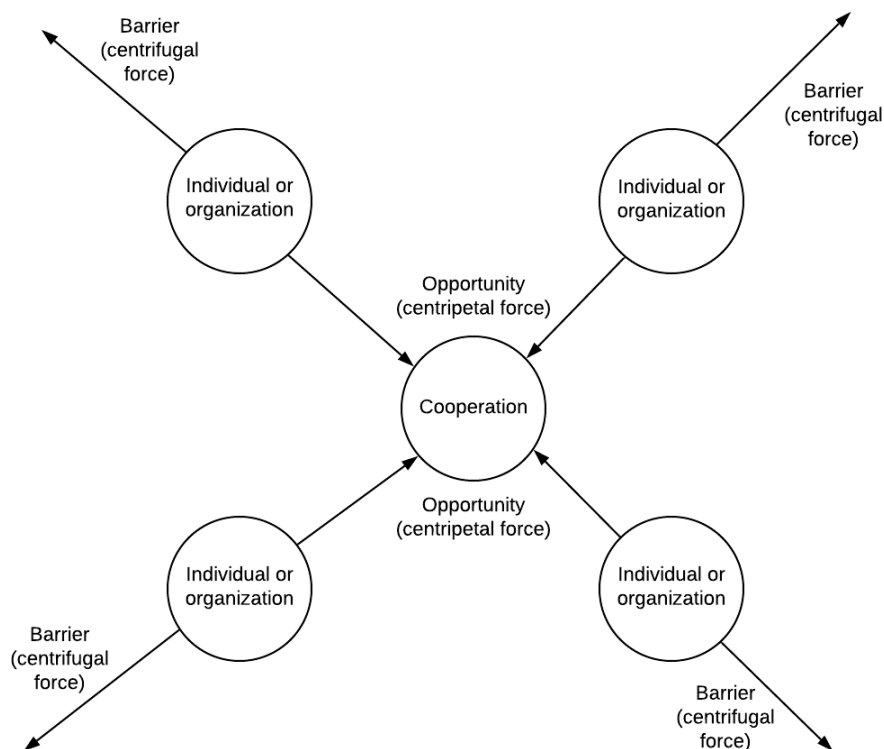 Barrier
(centrifugal
force)
Barrier
(centrifugal
force)
Individual or
organization
Individual or
organization
Opportunity
(centripetal force)
Cooperation
Opportunity
(centripetal force)
Individual or
organization
Individual or
organization
Barrier
(centrifugal
force)
Barrier
(centrifugal
force)